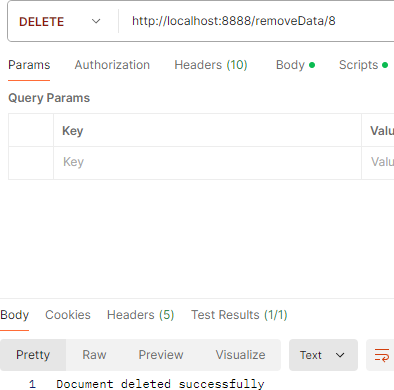 DELETE http://localhost:8888/removeData/8
Params Authorization Headers (10) Body Scripts
Query Params
Key Valu
Key Valu
Body Cookies Headers (5) Test Results (1/1)
Pretty Raw Preview Visualize Text
1 Document deleted successfully